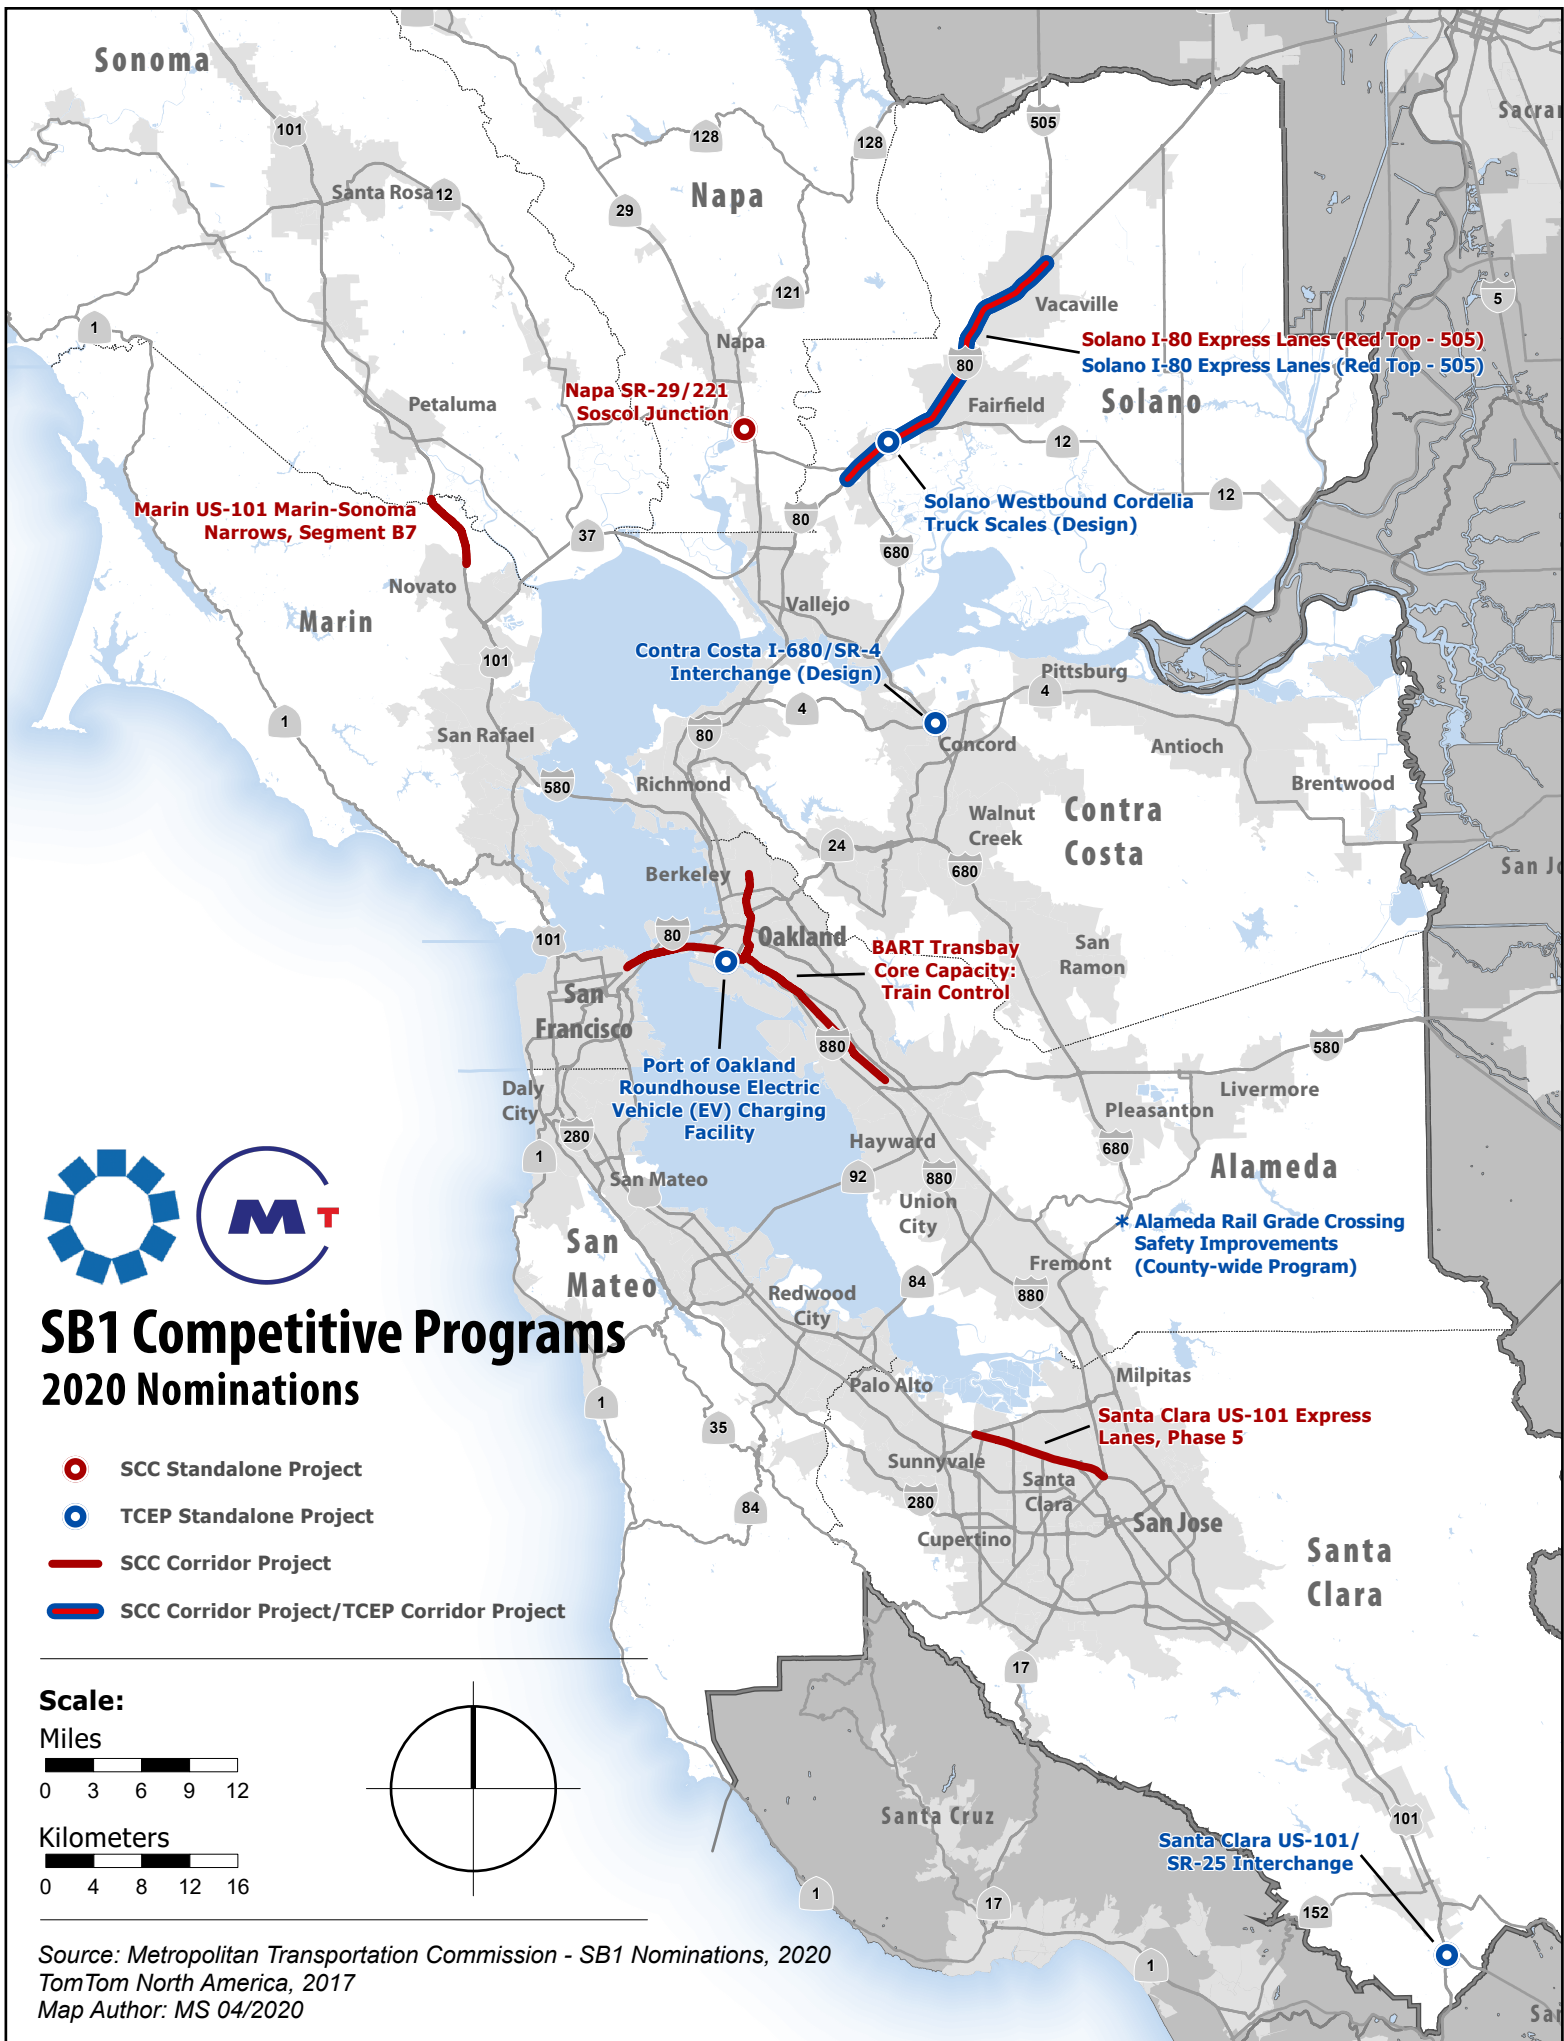 Sonoma
Sacra
505
101
128
128
Santa Rosa
12
Napa
29
121
5
Vacaville
1
Napa
Solano I-80 Express Lanes (Red Top - 505)
Solano I-80 Express Lanes (Red Top - 505)
80
Napa SR-29/221
Soscol Junction
Petaluma
Fairfield
Solano
12
12
Marin US-101 Marin-Sonoma
Narrows, Segment B7
Solano Westbound Cordelia
Truck Scales (Design)
80
37
680
Novato
Vallejo
Marin
Contra Costa I-680/SR-4
Interchange (Design)
101
Pittsburg
4
4
1
San Rafael
80
Concord
Antioch
580
Richmond
Brentwood
Walnut
Creek
Contra
Costa
24
680
Berkeley
San Jo
101
80
Oakland
BART Transbay
Core Capacity:
Train Control
San
Ramon
San
Francisco
880
580
Port of Oakland
Roundhouse Electric
Vehicle (EV) Charging
Facility
Daly
City
Livermore
Pleasanton
280
1
Hayward
680
Alameda
92
880
San Mateo
Union
City
* Alameda Rail Grade Crossing
Safety Improvements
(County-wide Program)
M T
San
Mateo
Fremont
84
880
Redwood
City
SB1 Competitive Programs
2020 Nominations
Palo Alto
Milpitas
1
35
Santa Clara US-101 Express
Lanes, Phase 5
SCC Standalone Project
Sunnyvale
Santa
Clara
280
84
TCEP Standalone Project
San Jose
Cupertino
SCC Corridor Project
Santa
Clara
SCC Corridor Project/TCEP Corridor Project
17
Scale:
Miles
0 3 6 9 12
Kilometers
0 4 8 12 16
Santa Cruz
101
Santa Clara US-101/
SR-25 Interchange
1
17
152
1
Source: Metropolitan Transportation Commission - SB1 Nominations, 2020
TomTom North America, 2017
Map Author: MS 04/2020
Sa